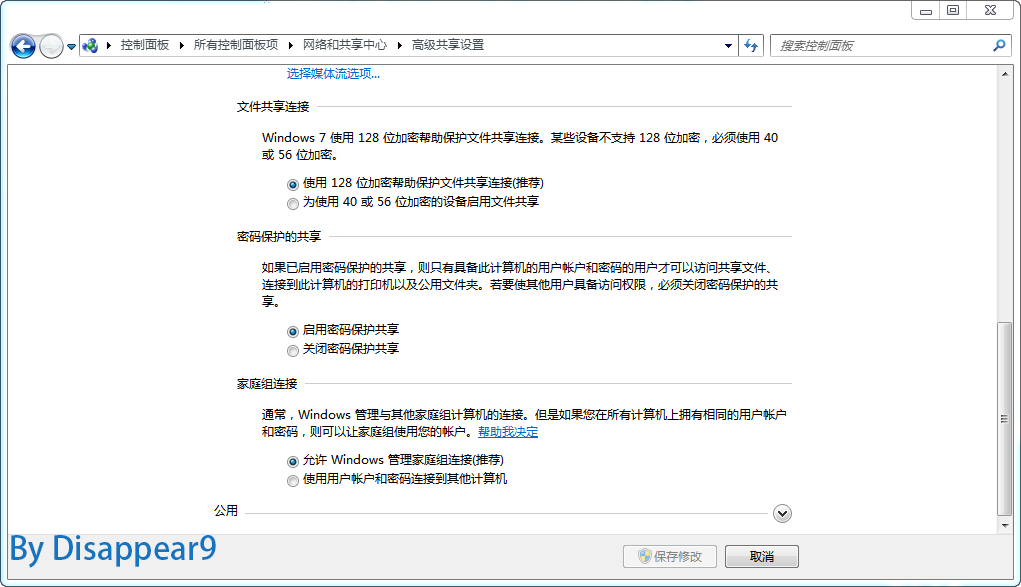 控制面板 所有控制面板项 网络和共享中心 高级共享设置
搜索控制面板
选择媒体流选项...
文件共享连接
Windows 7 使用 128 位加密帮助保护文件共享连接。某些设备不支持 128 位加密，必须使用 40
或 56 位加密。
使用 128 位加密帮助保护文件共享连接(推荐)
为使用 40 或 56 位加密的设备启用文件共享
密码保护的共享
如果已启用密码保护的共享，则只有具备此计算机的用户帐户和密码的用户才可以访问共享文件、
连接到此计算机的打印机以及公用文件夹。若要使其他用户具备访问权限，必须关闭密码保护的共
享。
启用密码保护共享
关闭密码保护共享
家庭组连接
通常，Windows 管理与其他家庭组计算机的连接。但是如果您在所有计算机上拥有相同的用户帐户
和密码，则可以让家庭组使用您的帐户。帮助我决定
允许 Windows 管理家庭组连接(推荐)
使用用户帐户和密码连接到其他计算机
公用
By Disappear9
保存修改
取消